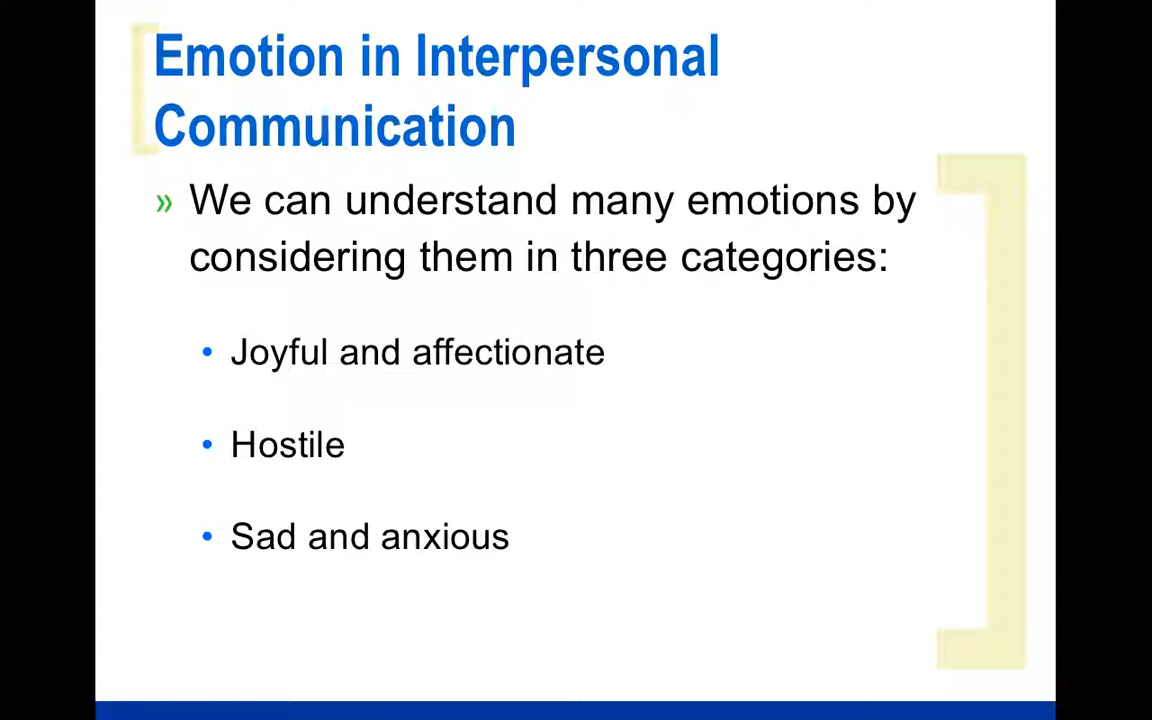 Emotion in Interpersonal
Communication
» We can understand many emotions by
considering them in three categories:
• Joyful and affectionate
• Hostile
• Sad and anxious